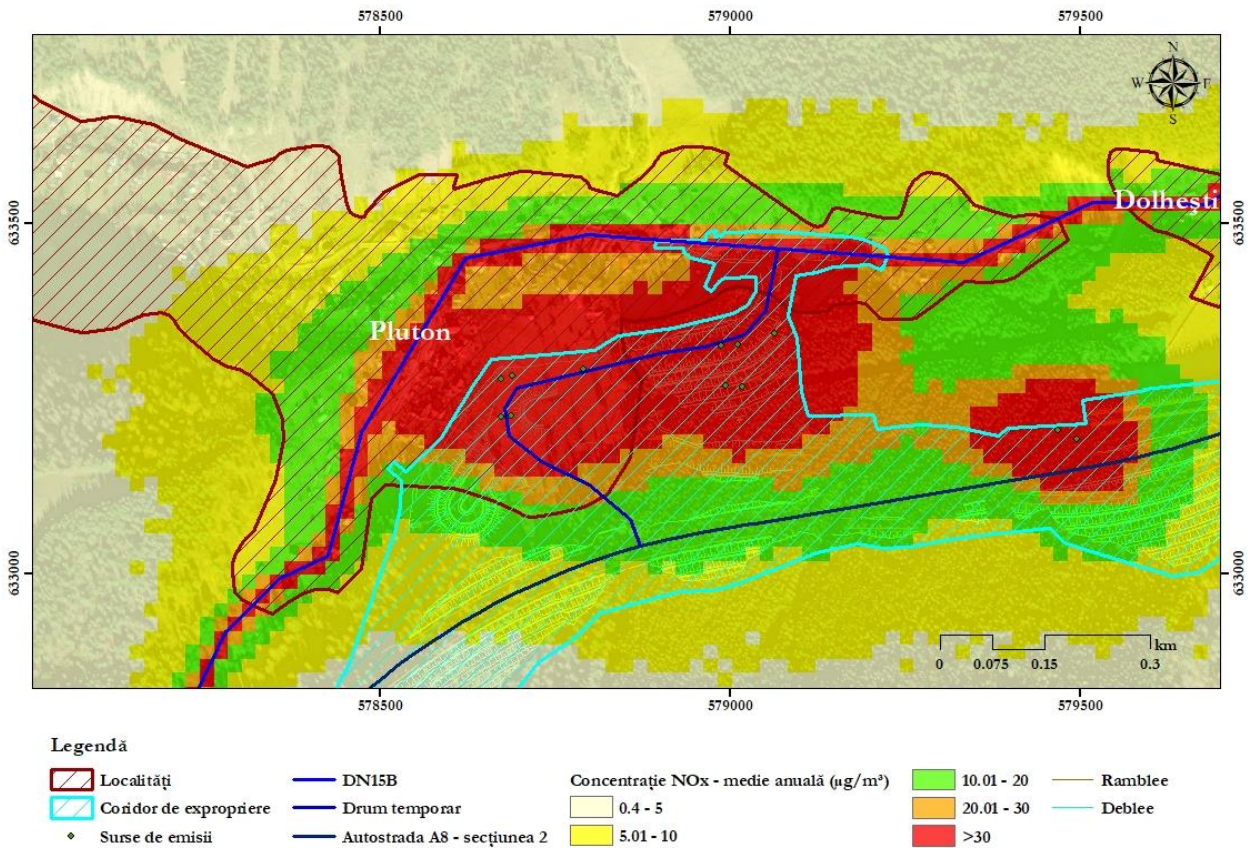 578500 579000 579500
N
W E
S
633500 633500
Dolheşti
Pluton
633000 633000
km
0 0.075 0.15 0.3
578500 579000 579500
Legendă
Localități
Coridor de expropriere
Surse de emisii
DN15B
Drum temporar
Autostrada A8 - secțiunea 2
Concentrație NOx - medie anuală (µg/m³)
0.4 - 5
5.01 - 10
10.01 - 20
20.01 - 30
>30
Ramblee
Deblee